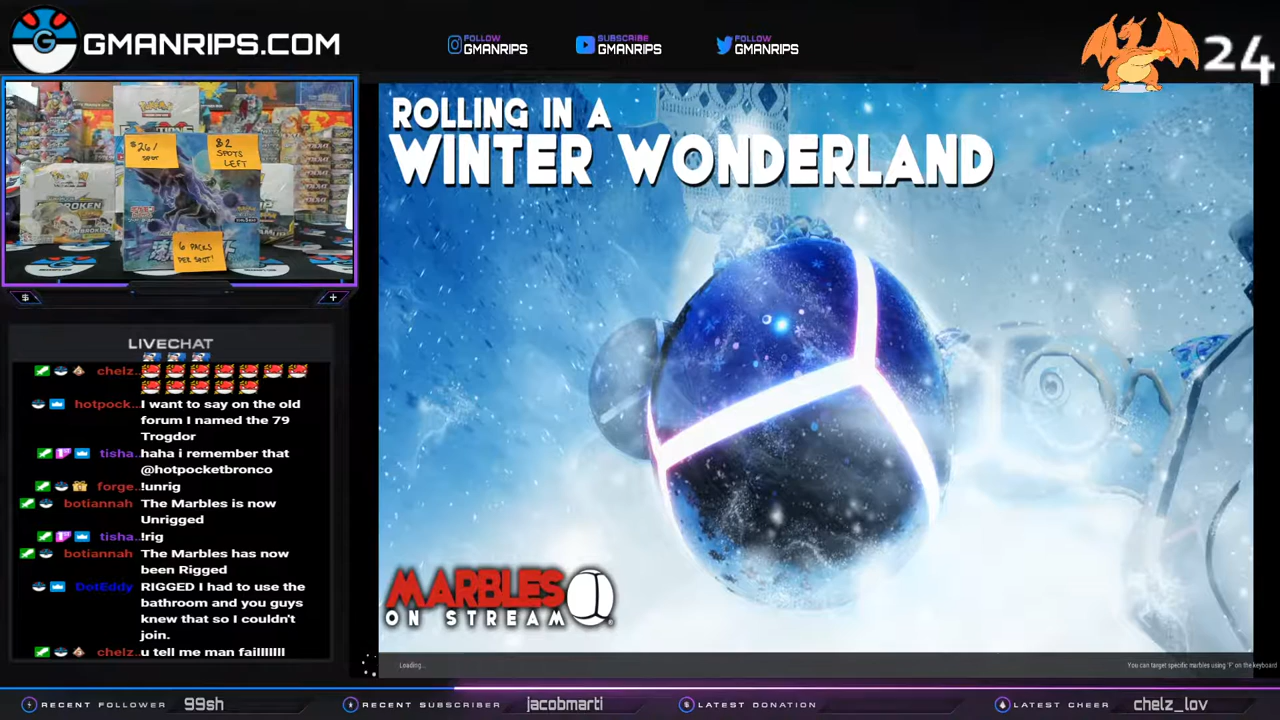 GMANRIPS.COM
FOLLOW
GMANRIPS
SUBSCRIBE
GMANRIPS
FOLLOW
GMANRIPS
24
$26/
SPOT
$2
SPOTS
LEFT
6 PACKS
PER SPOT!
ROLLING IN A
WINTER WONDERLAND
LIVECHAT
chelz..
hotpock... I want to say on the old
forum I named the 79
Trogdor
tisha.. haha i remember that
@hotpocketbronco
forge.. !unrig
botiannah The Marbles is now
Unrigged
tisha.. !rig
botiannah The Marbles has now
been Rigged
DotEddy RIGGED I had to use the
bathroom and you guys
knew that so I couldn't
join.
chelz.. u tell me man faillllllll
MARBLES
ON STREAM
Loading...
You can target specific marbles using 'F' on the keyboard
RECENT FOLLOWER 99sh
RECENT SUBSCRIBER jacobmarti
LATEST DONATION
LATEST CHEER chelz_lov